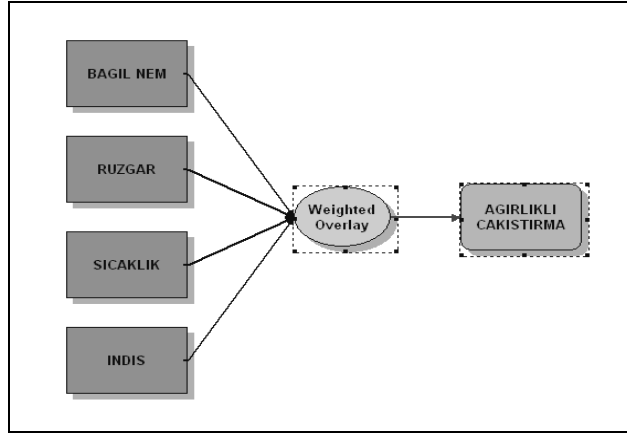 BAGIL NEM
RUZGAR
SICAKLIK
INDIS
Weighted
Overlay
AGIRLIKLI
CAKISTIRMA